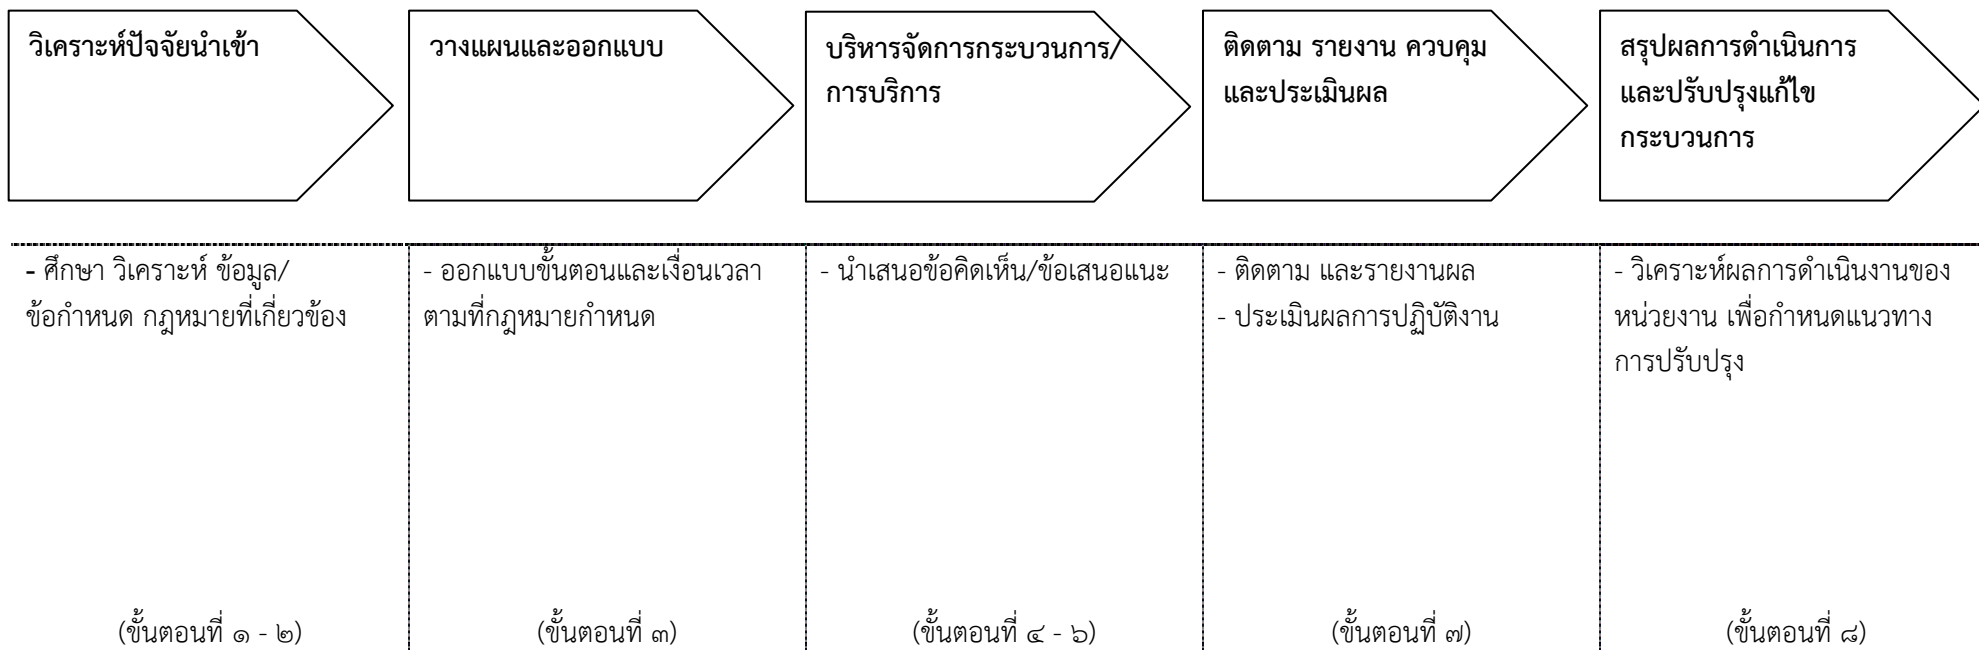 วิเคราะห์ปัจจัยนำเข้า
วางแผนและออกแบบ
บริหารจัดการกระบวนการ/
การบริการ
ติดตาม รายงาน ควบคุม
และประเมินผล
สรุปผลการดำเนินการ
และปรับปรุงแก้ไข
กระบวนการ
- ศึกษา วิเคราะห์ ข้อมูล/
ข้อกำหนด กฎหมายที่เกี่ยวข้อง
(ขั้นตอนที่ ๑ - ๒)
- ออกแบบขั้นตอนและเงื่อนเวลา
ตามที่กฎหมายกำหนด
(ขั้นตอนที่ ๓)
- นำเสนอข้อคิดเห็น/ข้อเสนอแนะ
(ขั้นตอนที่ ๔ - ๖)
- ติดตาม และรายงานผล
- ประเมินผลการปฏิบัติงาน
(ขั้นตอนที่ ๗)
- วิเคราะห์ผลการดำเนินงานของ
หน่วยงาน เพื่อกำหนดแนวทาง
การปรับปรุง
(ขั้นตอนที่ ๘)